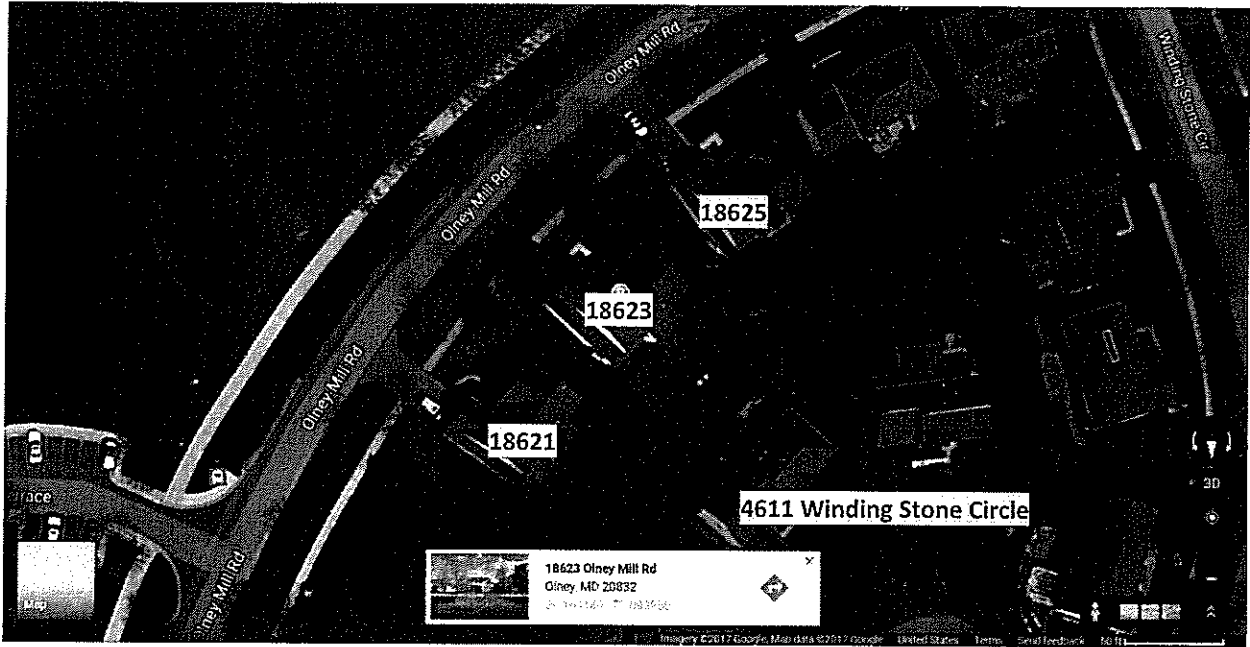 Olney Mill Rd
Winding Stone Cir
Olney Mill Rd
18625
18623
Olney Mill Rd
18621
3D
4611 Winding Stone Circle
Olney Mill Rd
18623 Olney Mill Rd
Olney, MD 20832
Map
Imagery ©2017 Google, Map data ©2017 Google United States Terms Send feedback 50 ft